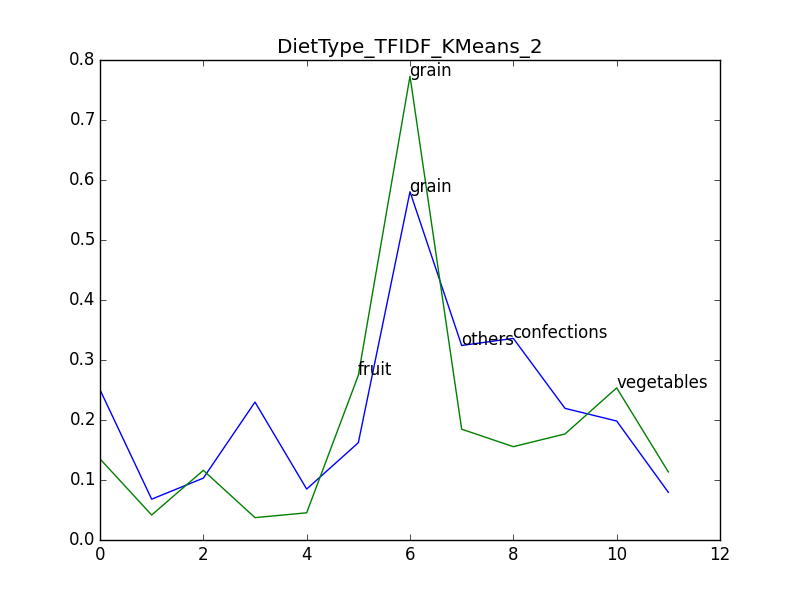 DietType_TFIDF_KMeans_2
0.8
grain
0.7
0.6
grain
0.5
0.4
others
confections
0.3
fruit
vegetables
0.2
0.1
0.0
0 2 4 6 8 10 12